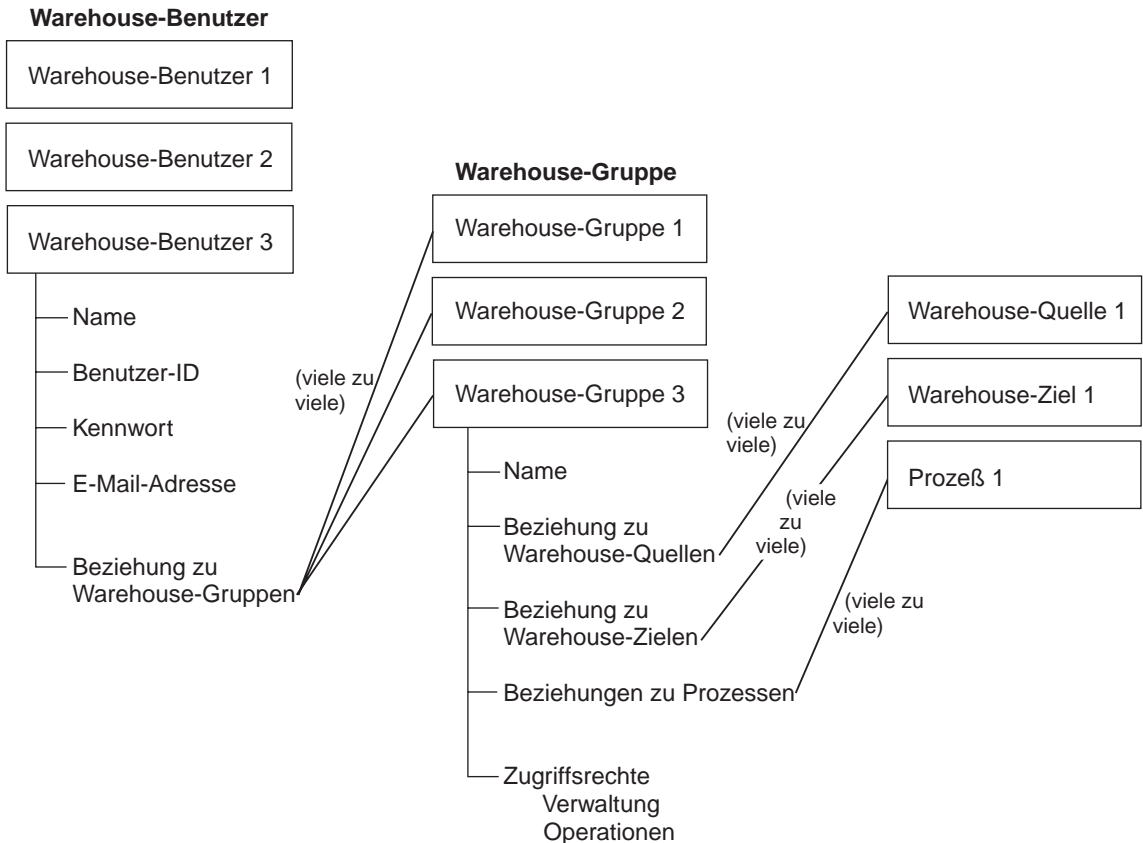 Warehouse-Benutzer
Warehouse-Benutzer 1
Warehouse-Benutzer 2
Warehouse-Benutzer 3
Name
Benutzer-ID
Kennwort
E-Mail-Adresse
Beziehung zu
Warehouse-Gruppen
(viele zu
viele)
Warehouse-Gruppe
Warehouse-Gruppe 1
Warehouse-Gruppe 2
Warehouse-Gruppe 3
Name
Beziehung zu
Warehouse-Quellen
Beziehung zu
Warehouse-Zielen
Beziehungen zu Prozessen
Zugriffsrechte
Verwaltung
Operationen
(viele zu
viele)
(viele
zu
viele)
(viele zu
viele)
Warehouse-Quelle 1
Warehouse-Ziel 1
Prozeß 1